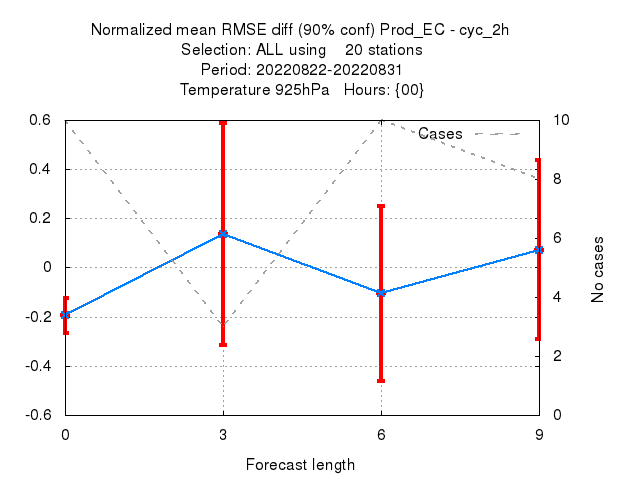 Normalized mean RMSE diff (90% conf) Prod_EC - cyc_2h
Selection: ALL using 20 stations
Period: 20220822-20220831
Temperature 925hPa Hours: {00}
0.6
0.4
0.2
0
-0.2
-0.4
-0.6
Cases
10
8
6
4
2
0
No cases
0 3 6 9
Forecast length